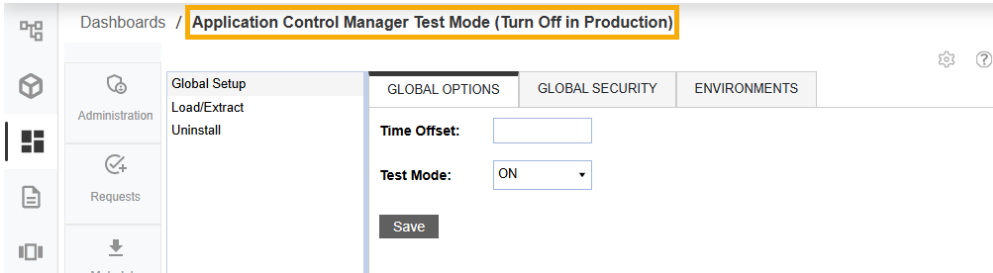 Dashboards / Application Control Manager Test Mode (Turn Off in Production)
Administration
Requests
Global Setup
Load/Extract
Uninstall
GLOBAL OPTIONS GLOBAL SECURITY ENVIRONMENTS
Time Offset:
Test Mode: ON
Save